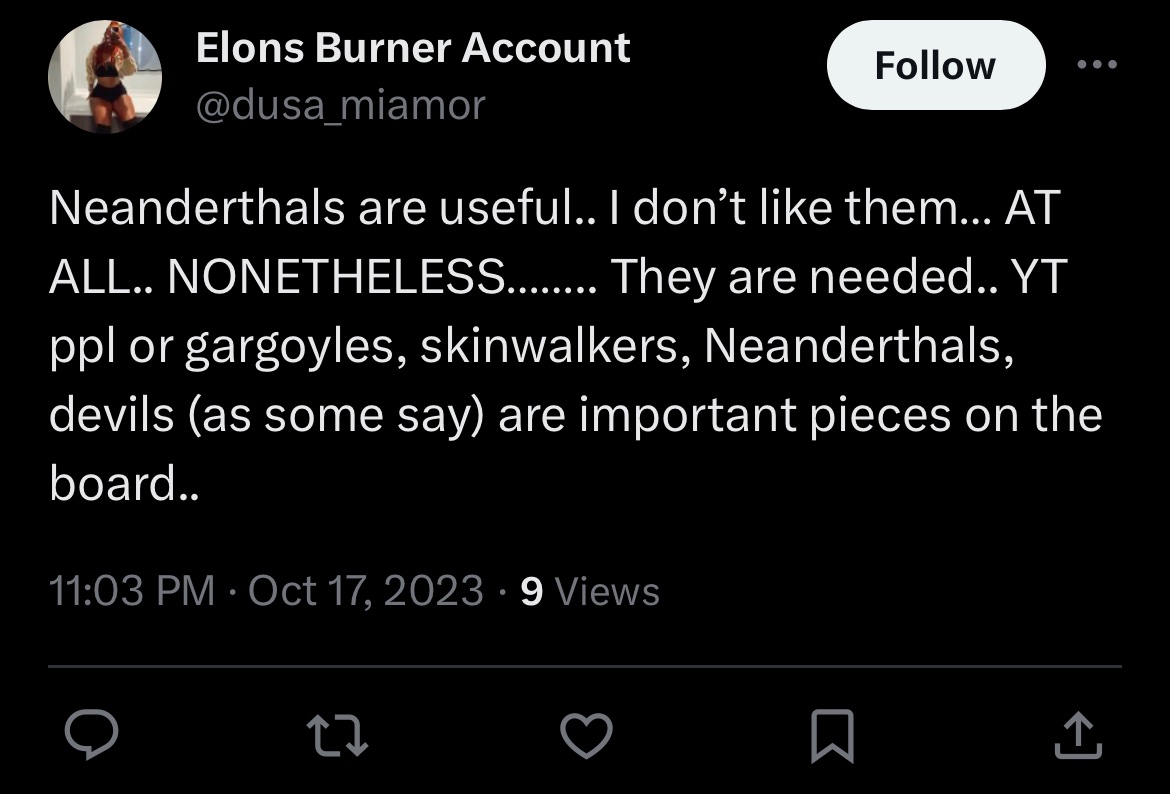 Elons Burner Account
@dusa_miamor
Follow
Neanderthals are useful.. I don’t like them... AT
ALL.. NONETHELESS........ They are needed.. YT
ppl or gargoyles, skinwalkers, Neanderthals,
devils (as some say) are important pieces on the
board..
11:03 PM · Oct 17, 2023 · 9 Views